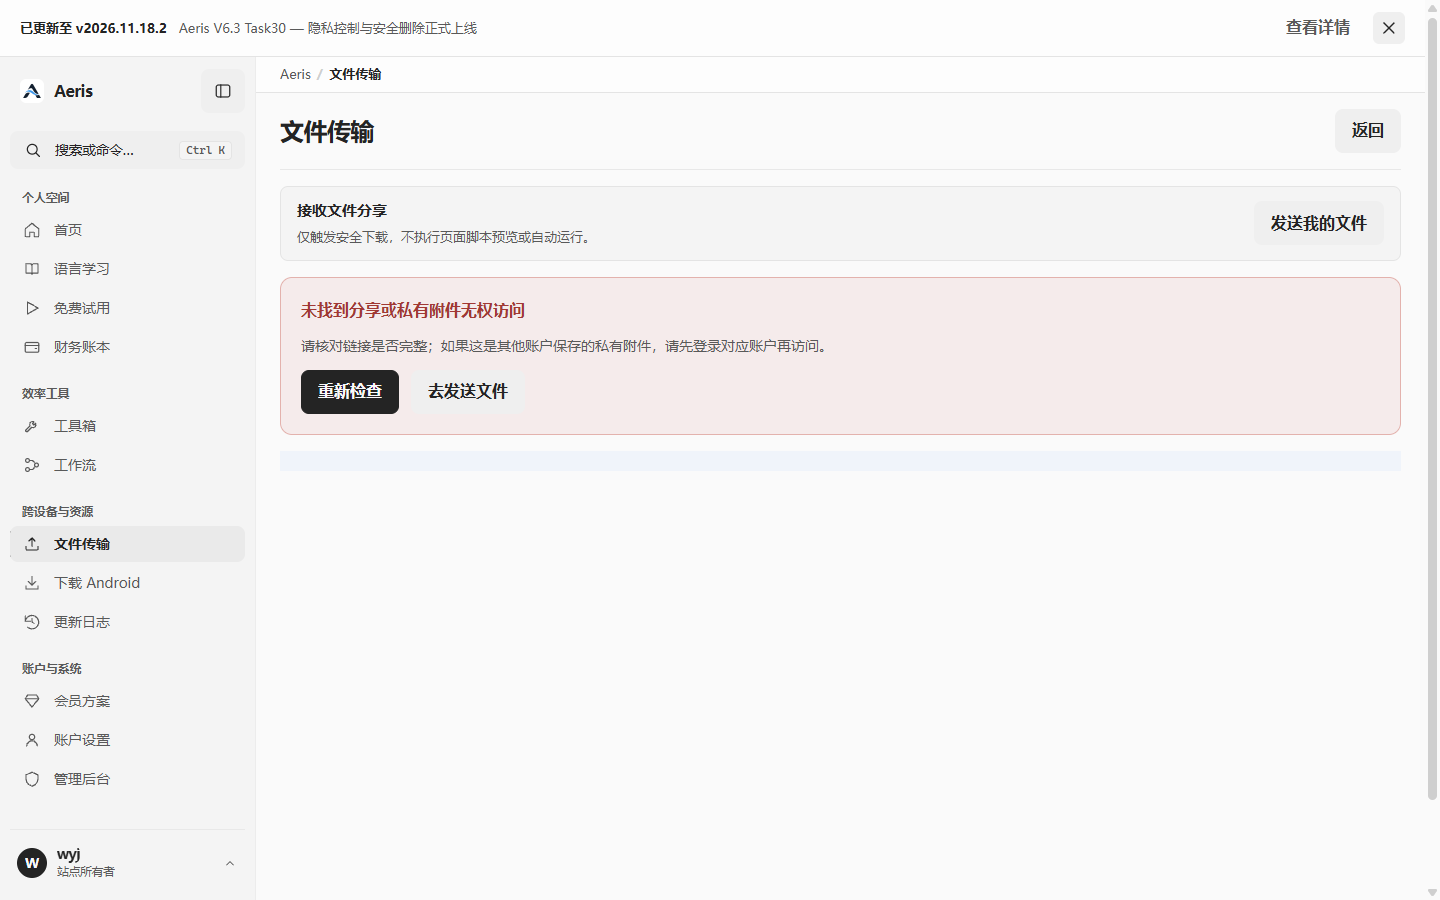 已更新至 v2026.11.18.2 Aeris V6.3 Task30 — 隐私控制与安全删除正式上线 查看详情
Aeris
搜索或命令... Ctrl K
个人空间
首页
语言学习
免费试用
财务账本
效率工具
工具箱
工作流
跨设备与资源
文件传输
下载 Android
更新日志
账户与系统
会员方案
账户设置
管理后台
W wyj
站点所有者
Aeris / 文件传输
文件传输 返回
接收文件分享
仅触发安全下载，不执行页面脚本预览或自动运行。
发送我的文件
未找到分享或私有附件无权访问
请核对链接是否完整；如果这是其他账户保存的私有附件，请先登录对应账户再访问。
重新检查 去发送文件